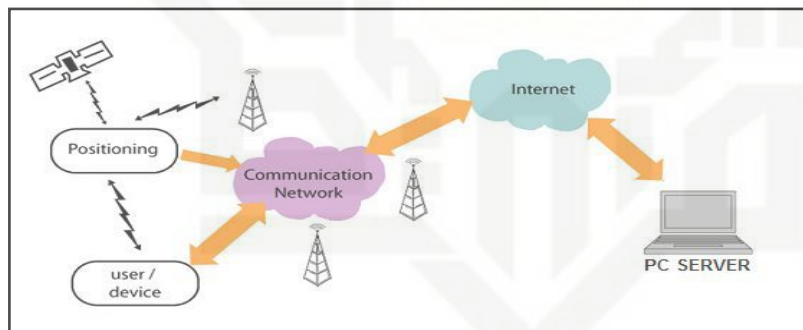 Internet
Positioning
Communication
Network
user /
device
PC SERVER